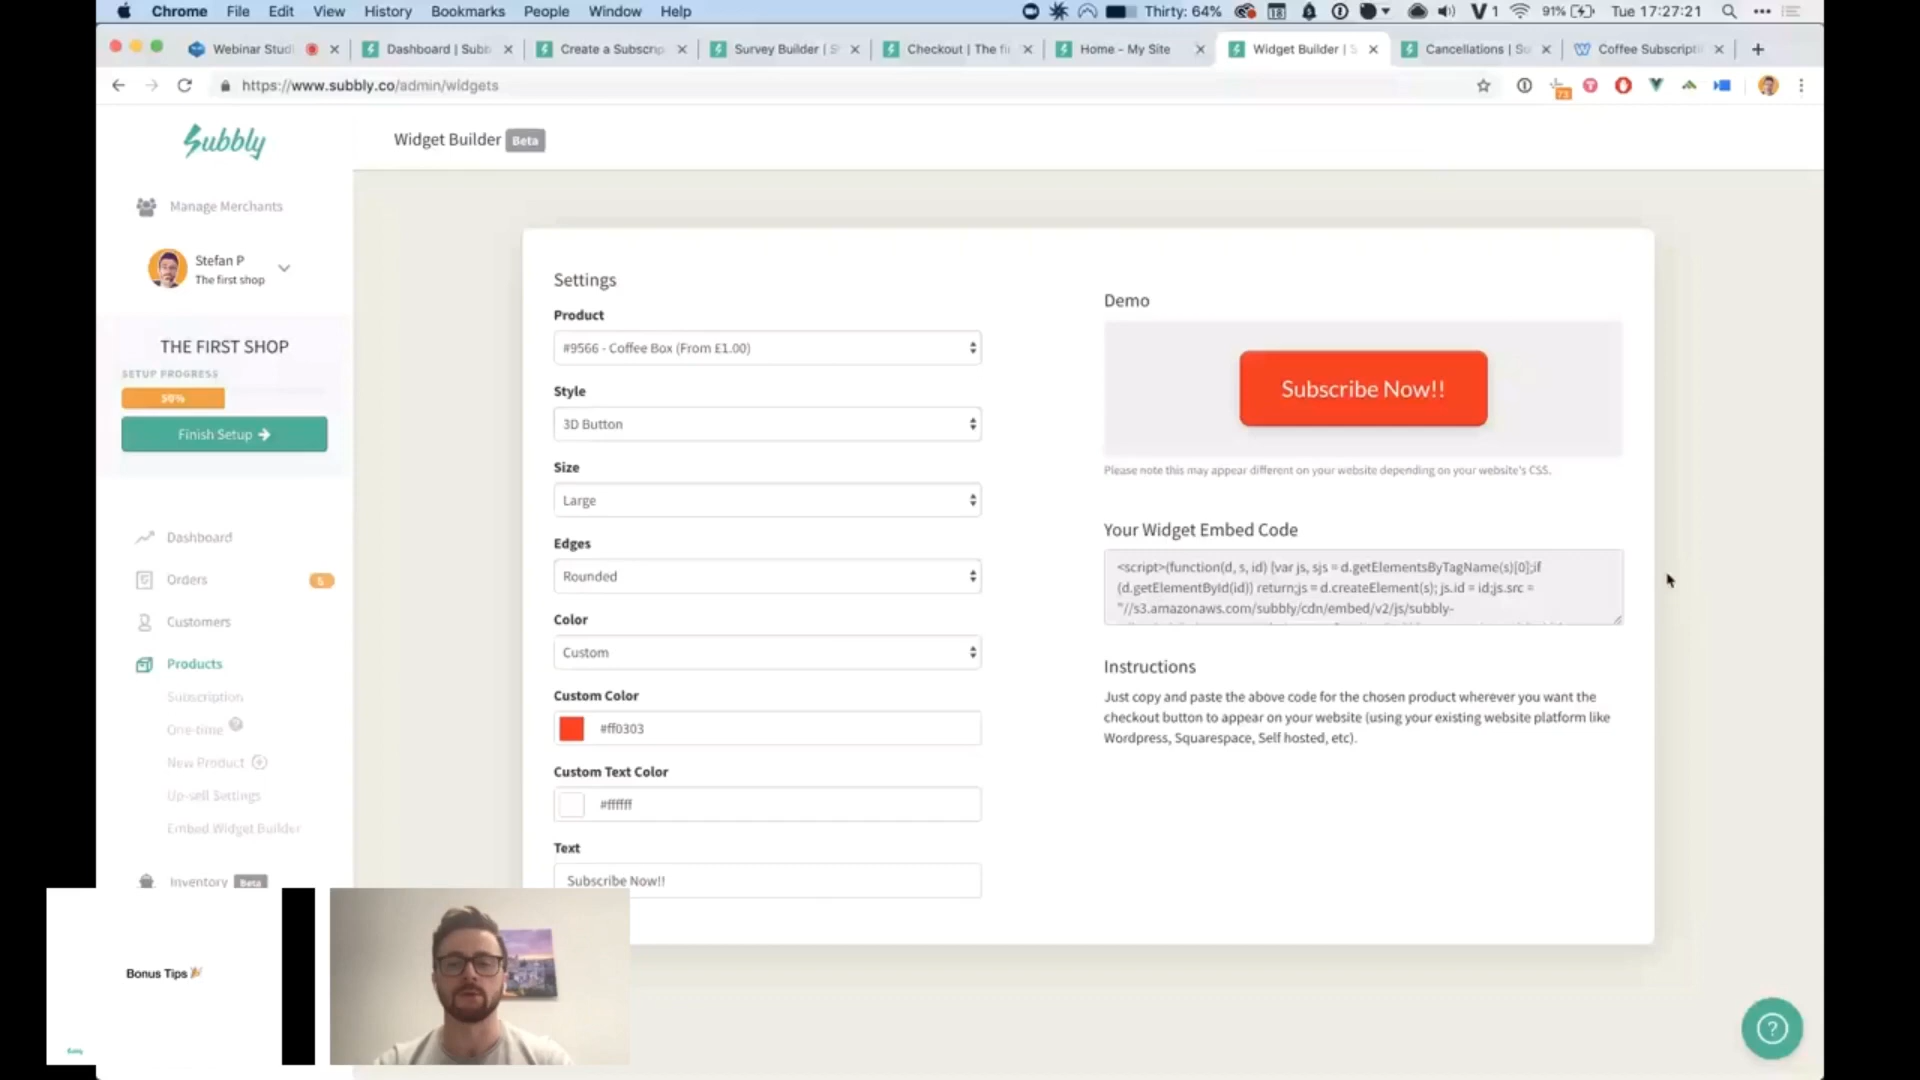 Chrome File Edit View History Bookmarks People Window Help Thirty: 64% 18 V 1 91% Tue 17:27:21
Webinar Studi Dashboard | Subb Create a Subscrip Survey Builder | S Checkout | The fi Home - My Site Widget Builder | S Cancellations | Su Coffee Subscripti
https://www.subbly.co/admin/widgets
73
Subbly
Widget Builder Beta
Manage Merchants
Stefan P
The first shop
THE FIRST SHOP
SETUP PROGRESS
50%
Finish Setup
Dashboard
Orders 5
Customers
Products
Subscription
One-time ?
New Product
Up-sell Settings
Embed Widget Builder
Inventory Beta
Settings
Product
#9566 - Coffee Box (From £1.00)
Style
3D Button
Size
Large
Edges
Rounded
Color
Custom
Custom Color
#ff0303
Custom Text Color
#ffffff
Text
Subscribe Now!!
Demo
Subscribe Now!!
Please note this may appear different on your website depending on your website's CSS.
Your Widget Embed Code
<script>(function(d, s, id) {var js, sjs = d.getElementsByTagName(s)[0];if
(d.getElementById(id)) return;js = d.createElement(s); js.id = id;js.src =
"//s3.amazonaws.com/subbly/cdn/embed/v2/js/subbly-
Instructions
Just copy and paste the above code for the chosen product wherever you want the
checkout button to appear on your website (using your existing website platform like
Wordpress, Squarespace, Self hosted, etc).
Bonus Tips 🎉
Subbly
?